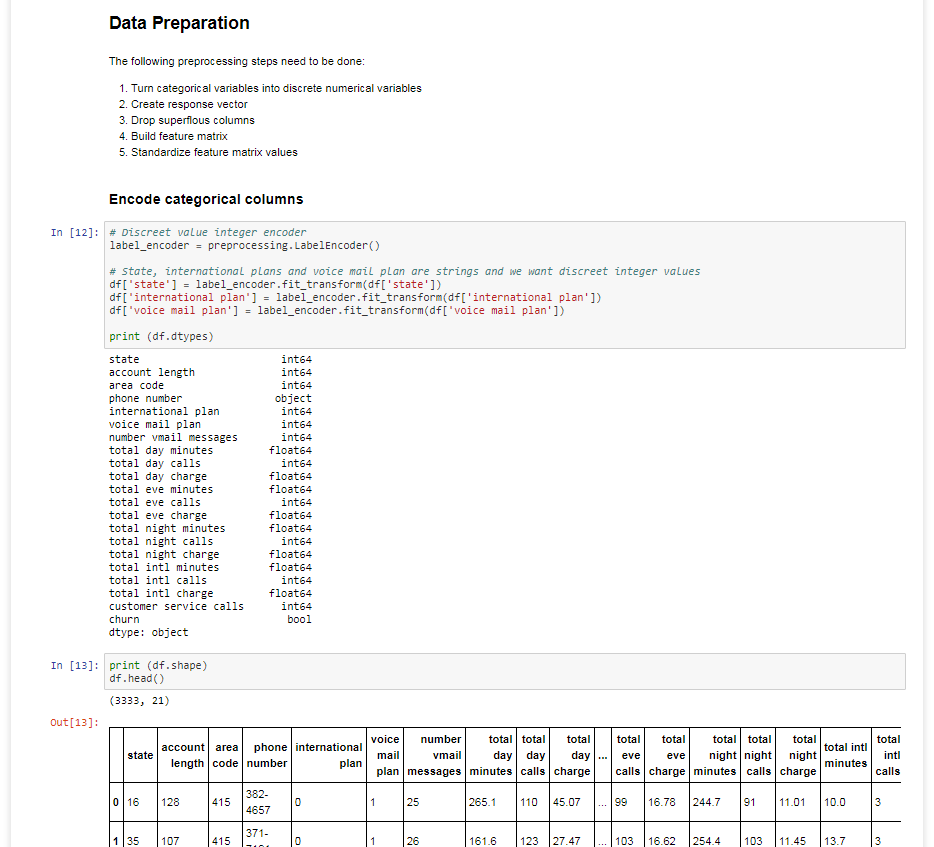 Data Preparation
The following preprocessing steps need to be done:
1. Turn categorical variables into discrete numerical variables
2. Create response vector
3. Drop superflous columns
4. Build feature matrix
5. Standardize feature matrix values
Encode categorical columns
In [12]: # Discreet value integer encoder
label_encoder = preprocessing.LabelEncoder()
# State, international plans and voice mail plan are strings and we want discreet integer values
df['state'] = label_encoder.fit_transform(df['state'])
df['international plan'] = label_encoder.fit_transform(df['international plan'])
df['voice mail plan'] = label_encoder.fit_transform(df['voice mail plan'])
print (df.dtypes)
state int64
account length int64
area code int64
phone number object
international plan int64
voice mail plan int64
number vmail messages int64
total day minutes float64
total day calls int64
total day charge float64
total eve minutes float64
total eve calls int64
total eve charge float64
total night minutes float64
total night calls int64
total night charge float64
total intl minutes float64
total intl calls int64
total intl charge float64
customer service calls int64
churn bool
dtype: object
In [13]: print (df.shape)
df.head()
(3333, 21)
Out[13]:
state account length area code phone number international plan voice mail plan number vmail messages total day minutes total day calls total day charge ... total eve calls total eve charge total night minutes total night calls total night charge total intl minutes total intl calls
0 16 128 415 382-4657 0 1 25 265.1 110 45.07 ... 99 16.78 244.7 91 11.01 10.0 3
1 35 107 415 371- 0 1 26 161.6 123 27.47 ... 103 16.62 254.4 103 11.45 13.7 3